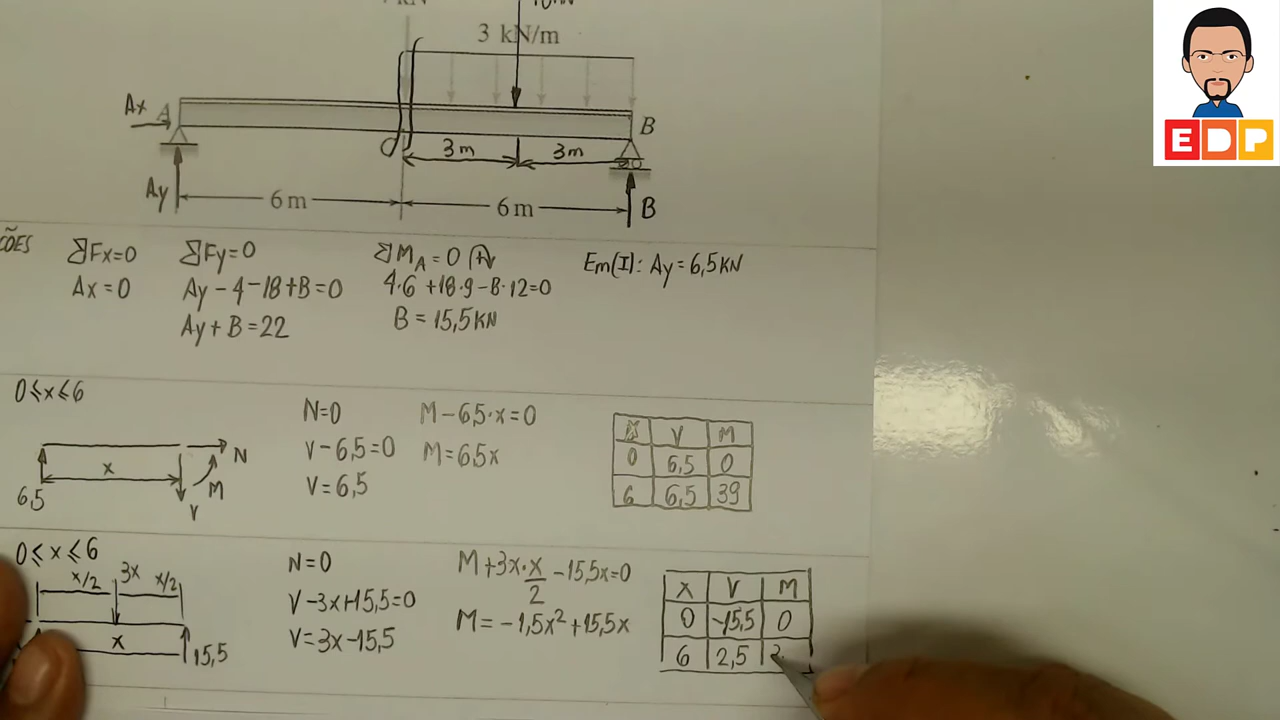 3 kN/m
Ax A
B
3m 3m
Ay
6 m
6 m
B
ÇÕES
ΣFx=0
Ax=0
ΣFy=0
Ay-4-18+B=0
Ay+B=22
ΣMA=0
4·6+18·9-B·12=0
B=15,5KN
Em(I): Ay=6,5KN
0≤x≤6
x
N
M
V
6,5
N=0
V-6,5=0
V=6,5
M-6,5·x=0
M=6,5x
X V M
0 6,5 0
6 6,5 39
0≤x≤6
x/2 3x x/2
x
15,5
N=0
V-3x+15,5=0
V=3x-15,5
M+3x·x/2-15,5x=0
M=-1,5x²+15,5x
X V M
0 -15,5 0
6 2,5
EDP